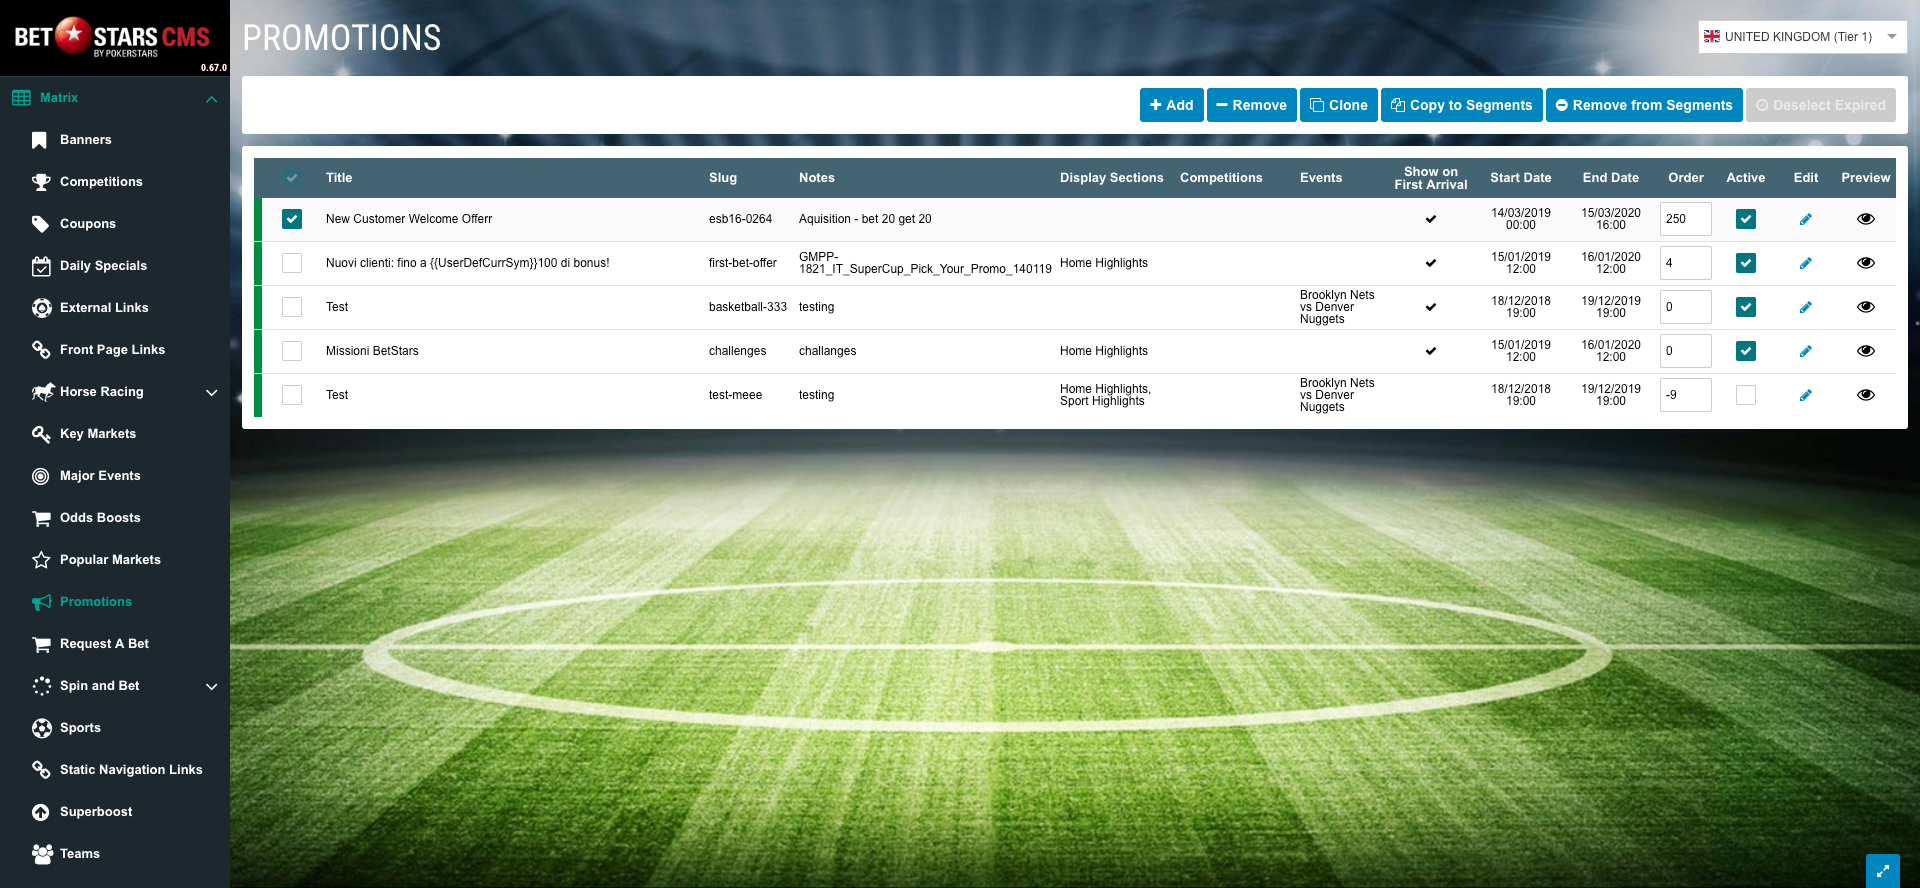 BET STARS CMS
BY POKERSTARS
0.67.0
Matrix
Banners
Competitions
Coupons
Daily Specials
External Links
Front Page Links
Horse Racing
Key Markets
Major Events
Odds Boosts
Popular Markets
Promotions
Request A Bet
Spin and Bet
Sports
Static Navigation Links
Superboost
Teams
PROMOTIONS
UNITED KINGDOM (Tier 1)
Add Remove Clone Copy to Segments Remove from Segments Deselect Expired
Title Slug Notes Display Sections Competitions Events Show on First Arrival Start Date End Date Order Active Edit Preview
New Customer Welcome Offerr esb16-0264 Aquisition - bet 20 get 20 14/03/2019 00:00 15/03/2020 16:00 250
Nuovi clienti: fino a {{UserDefCurrSym}}100 di bonus! first-bet-offer GMPP-1821_IT_SuperCup_Pick_Your_Promo_140119 Home Highlights 15/01/2019 12:00 16/01/2020 12:00 4
Test basketball-333 testing Brooklyn Nets vs Denver Nuggets 18/12/2018 19:00 19/12/2019 19:00 0
Missioni BetStars challenges challanges Home Highlights 15/01/2019 12:00 16/01/2020 12:00 0
Test test-meee testing Home Highlights, Sport Highlights Brooklyn Nets vs Denver Nuggets 18/12/2018 19:00 19/12/2019 19:00 -9